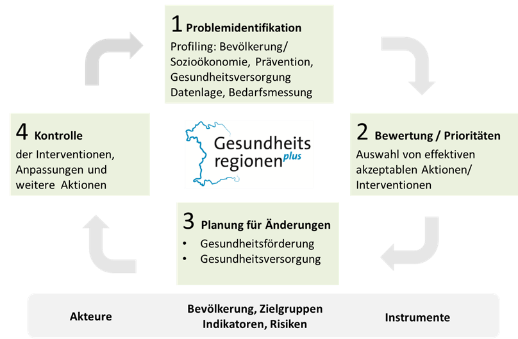 1 Problemidentifikation
Profiling: Bevölkerung/
Sozioökonomie, Prävention,
Gesundheitsversorgung
Datenlage, Bedarfsmessung
2 Bewertung / Prioritäten
Auswahl von effektiven
akzeptablen Aktionen/
Interventionen
3 Planung für Änderungen
• Gesundheitsförderung
• Gesundheitsversorgung
4 Kontrolle
der Interventionen,
Anpassungen und
weitere Aktionen
Gesundheits
regionen plus
Akteure
Bevölkerung, Zielgruppen
Indikatoren, Risiken
Instrumente